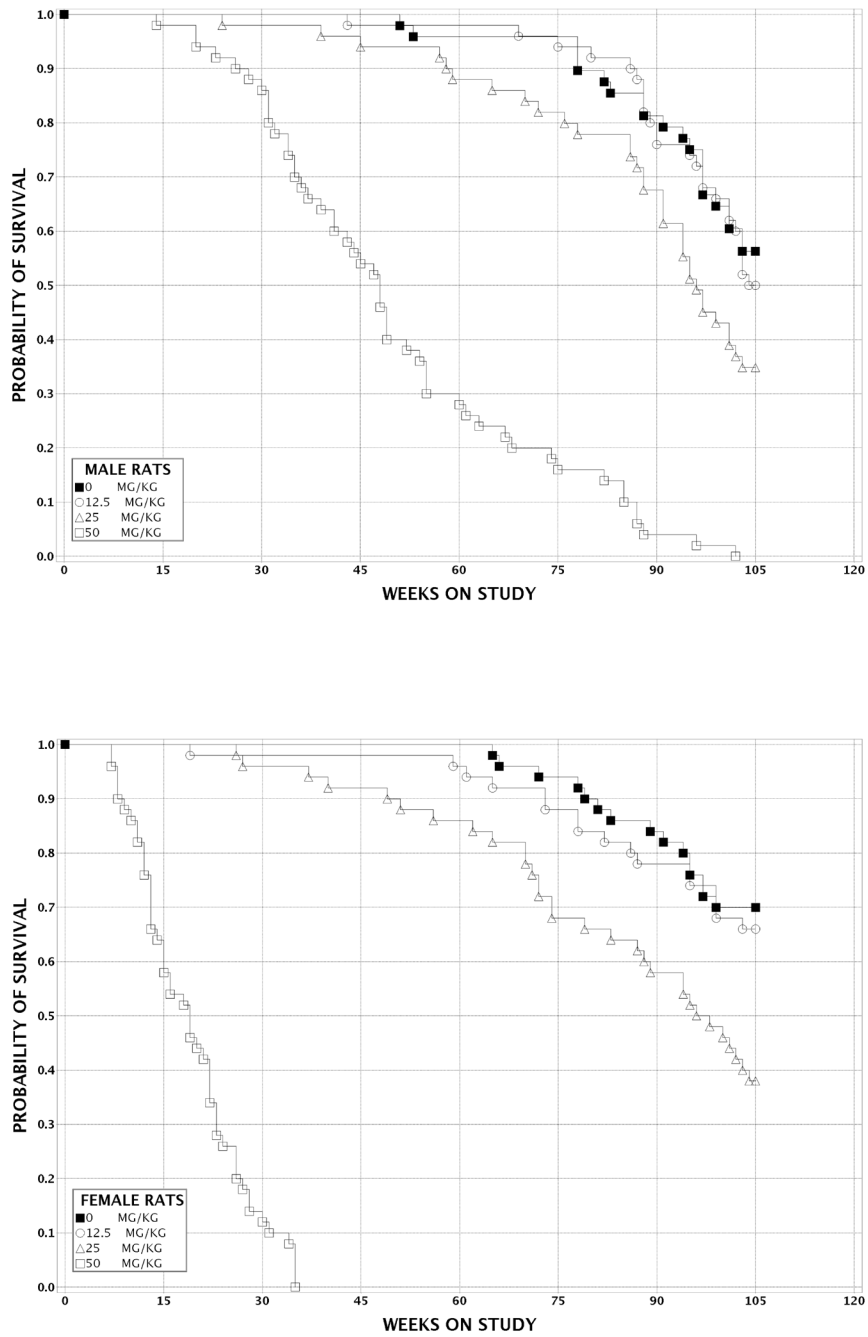 1.0
0.9
0.8
0.7
0.6
0.5
0.4
0.3
0.2
0.1
0.0
PROBABILITY OF SURVIVAL
MALE RATS
0 MG/KG
12.5 MG/KG
25 MG/KG
50 MG/KG
0 15 30 45 60 75 90 105 120
WEEKS ON STUDY
1.0
0.9
0.8
0.7
0.6
0.5
0.4
0.3
0.2
0.1
0.0
PROBABILITY OF SURVIVAL
FEMALE RATS
0 MG/KG
12.5 MG/KG
25 MG/KG
50 MG/KG
0 15 30 45 60 75 90 105 120
WEEKS ON STUDY